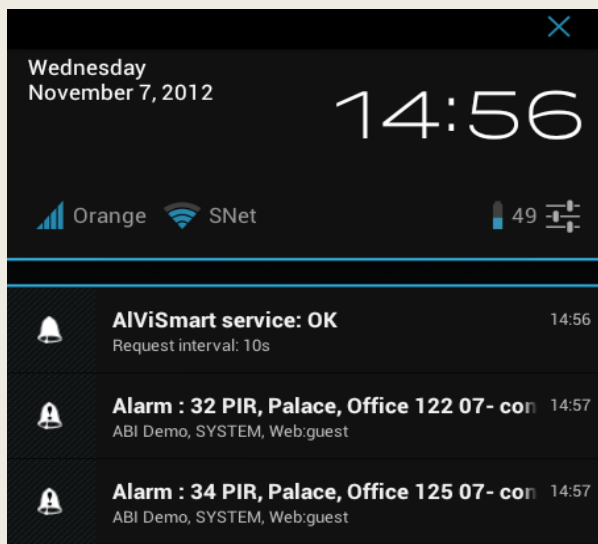 Wednesday
November 7, 2012
14:56
Orange SNet 49
AlViSmart service: OK 14:56
Request interval: 10s
Alarm : 32 PIR, Palace, Office 122 07- con 14:57
ABI Demo, SYSTEM, Web:guest
Alarm : 34 PIR, Palace, Office 125 07- con 14:57
ABI Demo, SYSTEM, Web:guest